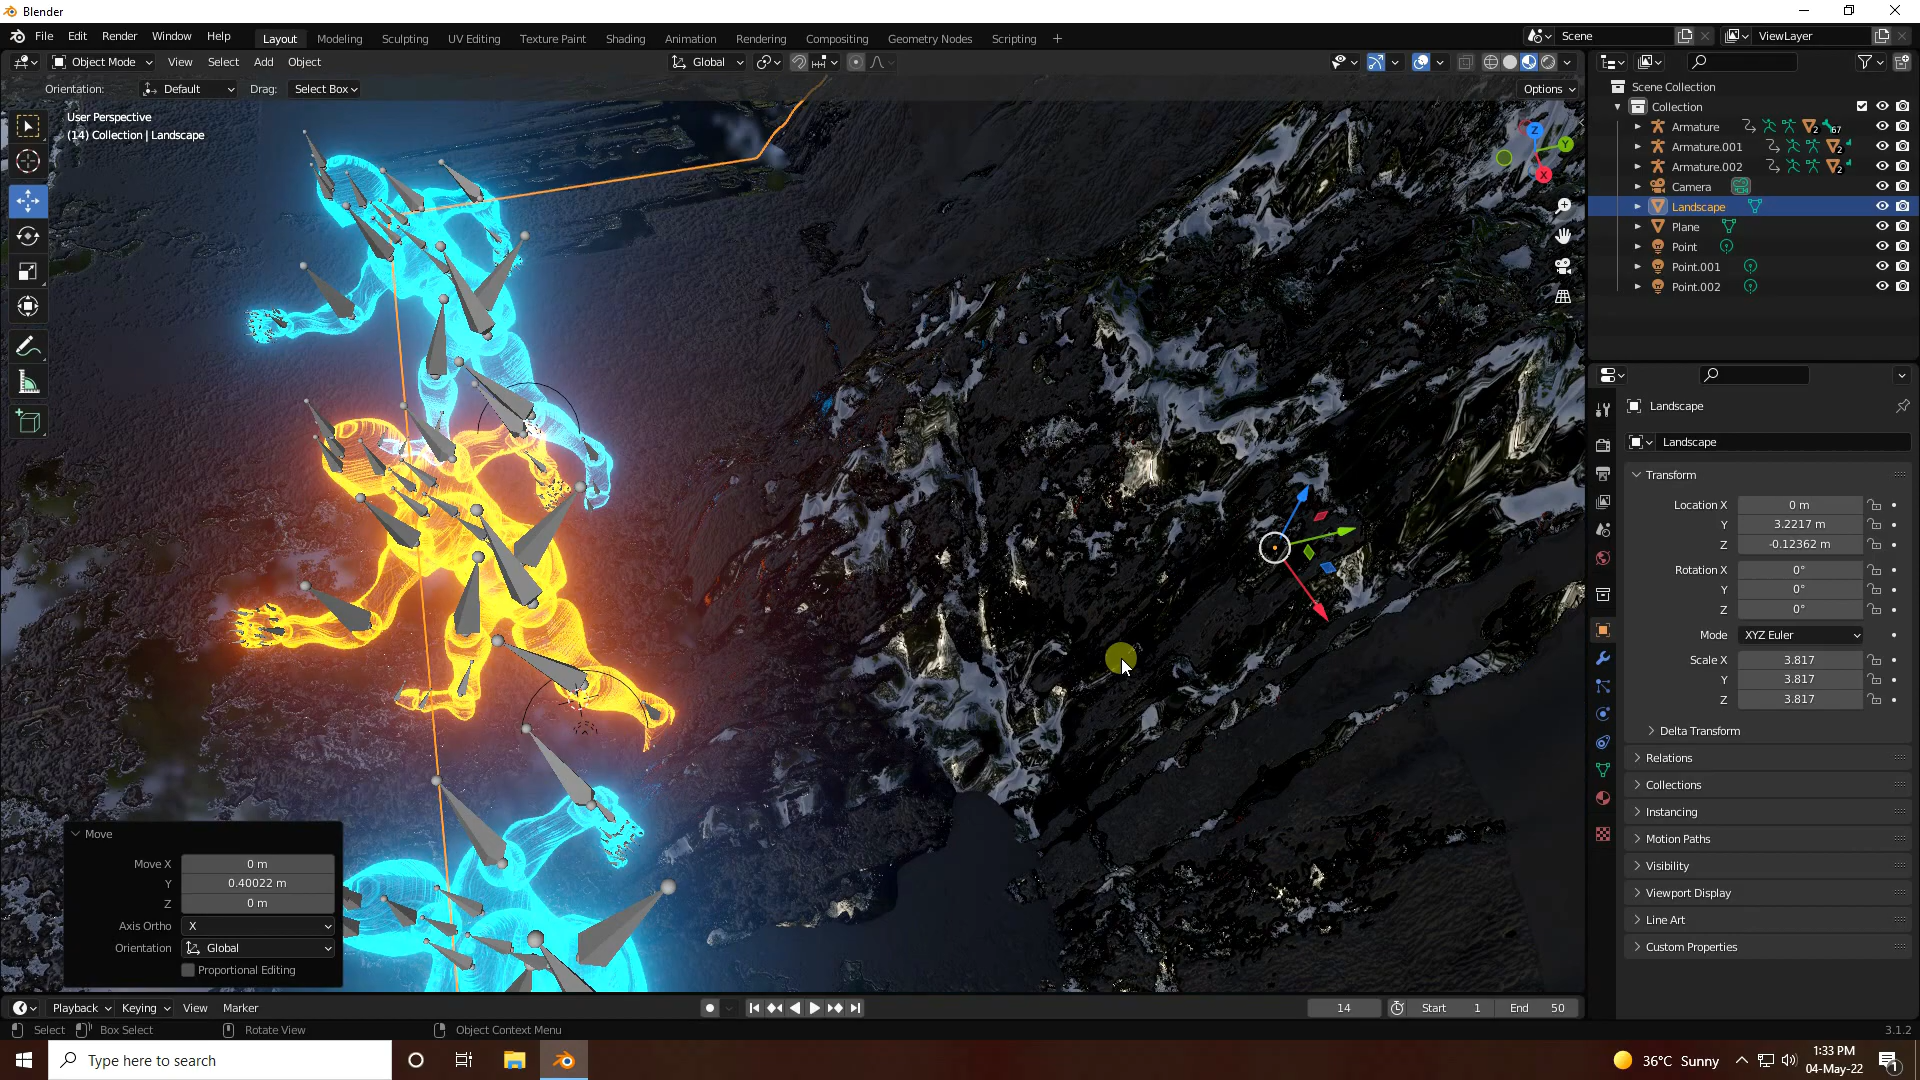 Blender
File Edit Render Window Help
Layout Modeling Sculpting UV Editing Texture Paint Shading Animation Rendering Compositing Geometry Nodes Scripting +
Scene
ViewLayer
Object Mode View Select Add Object
Global
Orientation: Default Drag: Select Box
Options
User Perspective
(14) Collection | Landscape
Z
Y
X
Scene Collection
Collection
Armature 2 67
Armature.001 2
Armature.002 2
Camera
Landscape
Plane
Point
Point.001
Point.002
Landscape
Landscape
Transform
Location X 0 m
Y 3.2217 m
Z -0.12362 m
Rotation X 0°
Y 0°
Z 0°
Mode XYZ Euler
Scale X 3.817
Y 3.817
Z 3.817
Delta Transform
Relations
Collections
Instancing
Motion Paths
Visibility
Viewport Display
Line Art
Custom Properties
Move
Move X 0 m
Y 0.40022 m
Z 0 m
Axis Ortho X
Orientation Global
Proportional Editing
Playback Keying View Marker
14 Start 1 End 50
Select Box Select Rotate View Object Context Menu
3.1.2
Type here to search
36°C Sunny
1:33 PM
04-May-22
1